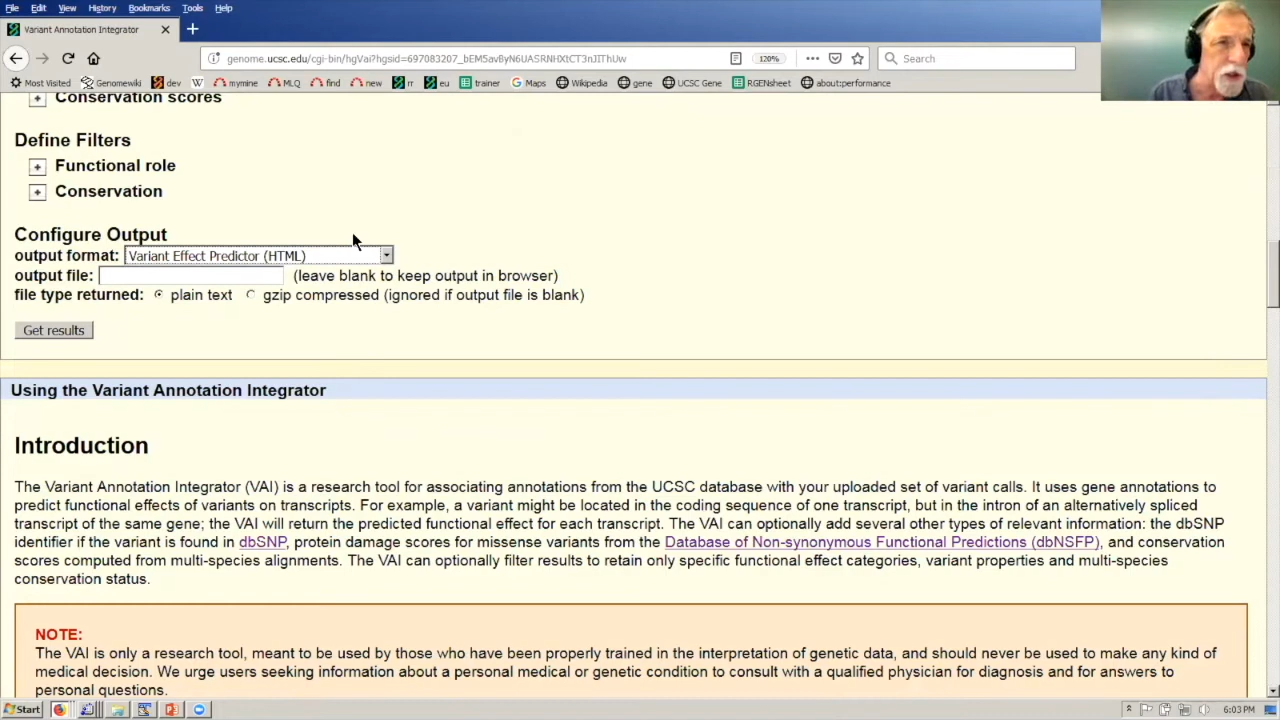 File Edit View History Bookmarks Tools Help
Variant Annotation Integrator
genome.ucsc.edu/cgi-bin/hgVai?hgsid=697083207_bEM5avByN6UASRNHXtCT3nJIThUw 120% Search
Most Visited Genomewiki dev mymine MLQ find new rr eu trainer Maps Wikipedia gene UCSC Gene RGENsheet about:performance
+ Conservation scores
Define Filters
+ Functional role
+ Conservation
Configure Output
output format: Variant Effect Predictor (HTML)
output file: (leave blank to keep output in browser)
file type returned: plain text gzip compressed (ignored if output file is blank)
Get results
Using the Variant Annotation Integrator
Introduction
The Variant Annotation Integrator (VAI) is a research tool for associating annotations from the UCSC database with your uploaded set of variant calls. It uses gene annotations to
predict functional effects of variants on transcripts. For example, a variant might be located in the coding sequence of one transcript, but in the intron of an alternatively spliced
transcript of the same gene; the VAI will return the predicted functional effect for each transcript. The VAI can optionally add several other types of relevant information: the dbSNP
identifier if the variant is found in dbSNP, protein damage scores for missense variants from the Database of Non-synonymous Functional Predictions (dbNSFP), and conservation
scores computed from multi-species alignments. The VAI can optionally filter results to retain only specific functional effect categories, variant properties and multi-species
conservation status.
NOTE:
The VAI is only a research tool, meant to be used by those who have been properly trained in the interpretation of genetic data, and should never be used to make any kind of
medical decision. We urge users seeking information about a personal medical or genetic condition to consult with a qualified physician for diagnosis and for answers to
personal questions.
Start 6:03 PM